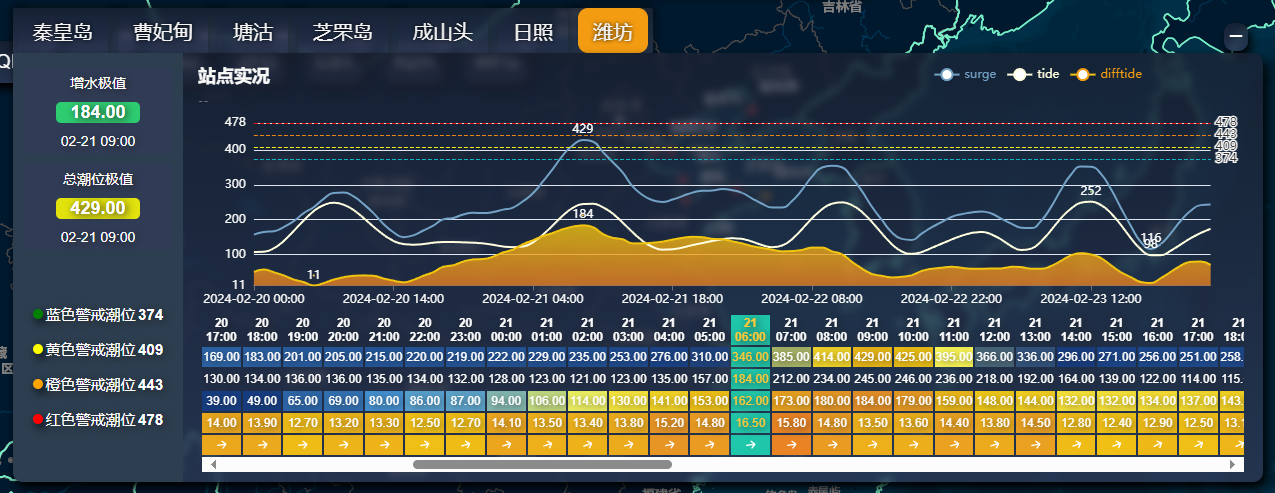 吉林省
秦皇岛 曹妃甸 塘沽 芝罘岛 成山头 日照 潍坊
站点实况
surge tide difftide
增水极值
184.00
02-21 09:00
总潮位极值
429.00
02-21 09:00
蓝色警戒潮位 374
黄色警戒潮位 409
橙色警戒潮位 443
红色警戒潮位 478
--
478
400
300
200
100
11
429
184
11
252
116
98
478
443
409
374
2024-02-20 00:00 2024-02-20 14:00 2024-02-21 04:00 2024-02-21 18:00 2024-02-22 08:00 2024-02-22 22:00 2024-02-23 12:00
20 20 20 20 20 20 20 21 21 21 21 21 21 21 21 21 21 21 21 21 21 21 21 21 21 21
17:00 18:00 19:00 20:00 21:00 22:00 23:00 00:00 01:00 02:00 03:00 04:00 05:00 06:00 07:00 08:00 09:00 10:00 11:00 12:00 13:00 14:00 15:00 16:00 17:00 18:0
169.00 183.00 201.00 205.00 215.00 220.00 219.00 222.00 229.00 235.00 253.00 276.00 310.00 346.00 385.00 414.00 429.00 425.00 395.00 366.00 336.00 296.00 271.00 256.00 251.00 258.
130.00 134.00 136.00 136.00 135.00 134.00 132.00 128.00 123.00 121.00 123.00 135.00 157.00 184.00 212.00 234.00 245.00 246.00 236.00 218.00 192.00 164.00 139.00 122.00 114.00 115.
39.00 49.00 65.00 69.00 80.00 86.00 87.00 94.00 106.00 114.00 130.00 141.00 153.00 162.00 173.00 180.00 184.00 179.00 159.00 148.00 144.00 132.00 132.00 134.00 137.00 143.
14.00 13.90 12.70 13.20 13.30 12.50 12.70 14.10 13.50 13.40 13.80 15.20 14.80 16.50 15.80 14.80 13.50 13.60 14.40 13.80 14.50 12.80 12.40 12.90 12.50 13.1